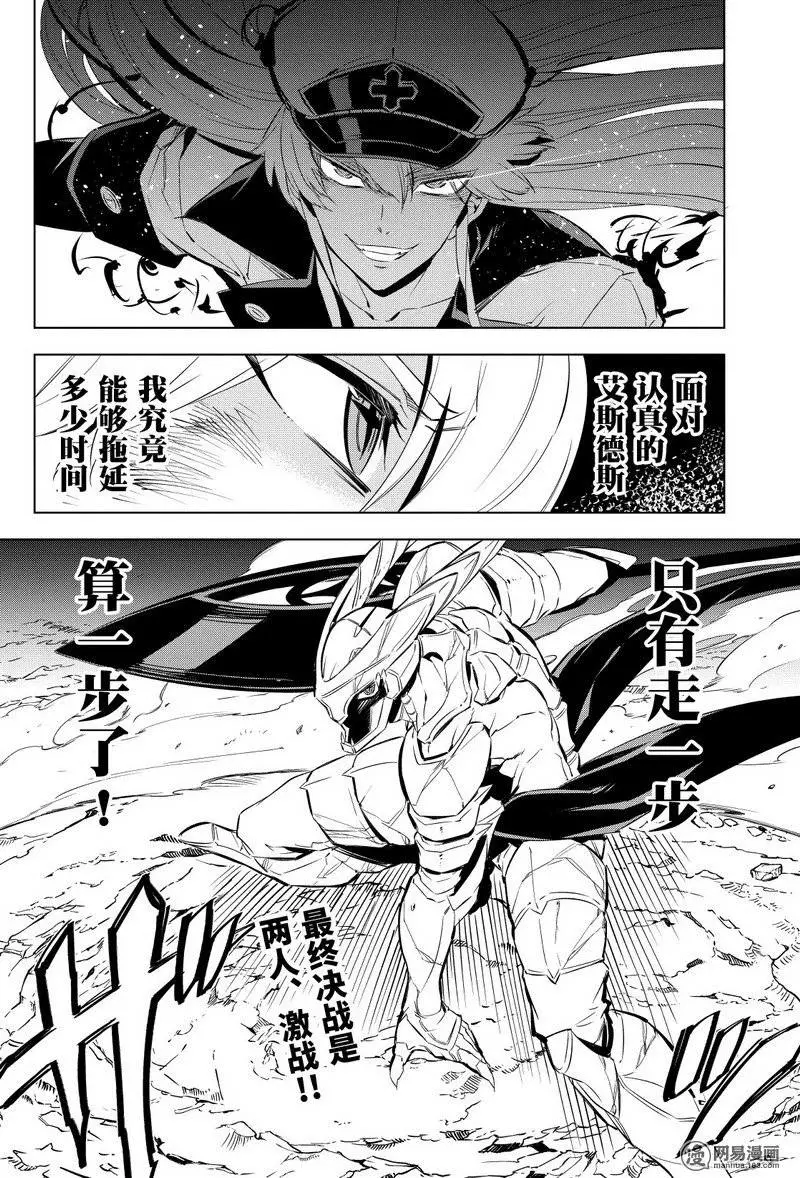 面对
认真的
艾斯德斯
我究竟
能够拖延
多少时间
只有走一步
算一步了！
最终决战是
两人、激战!!
ザッ
网易漫画
manhua.163.com